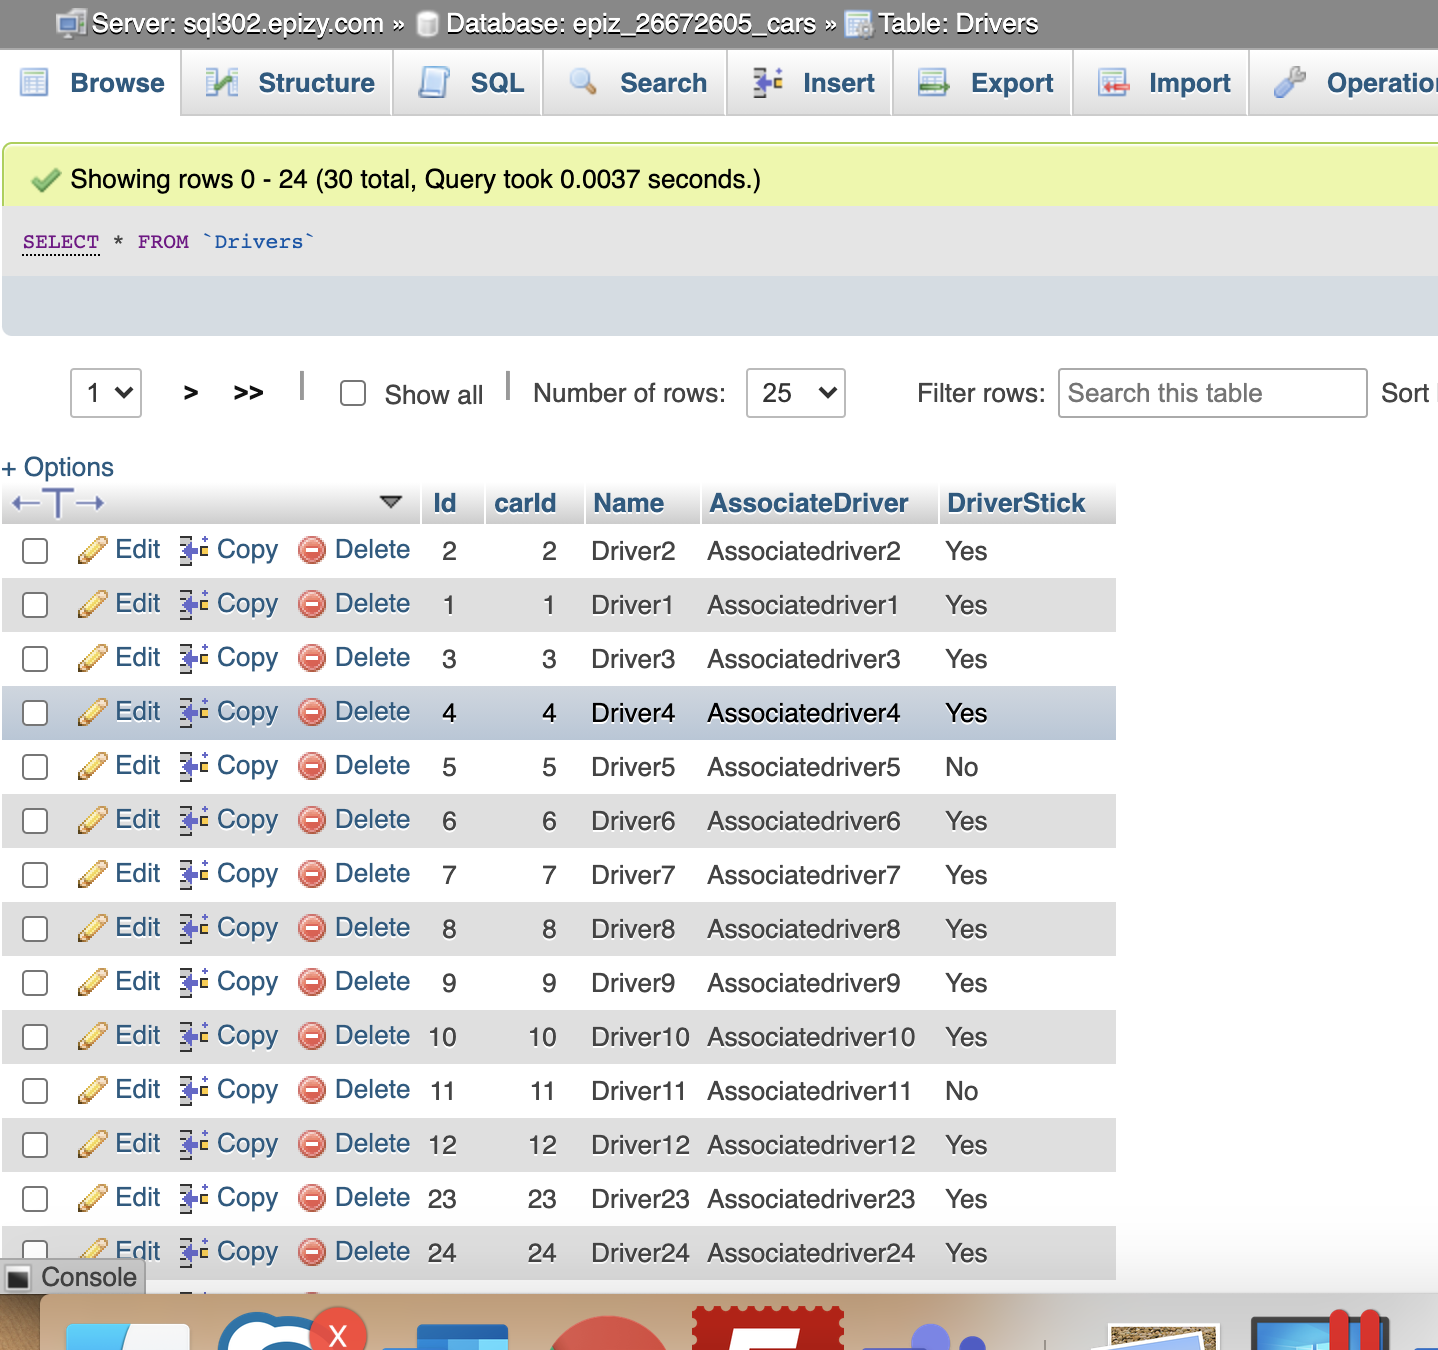 Server: sql302.epizy.com » Database: epiz_26672605_cars » Table: Drivers
Browse Structure SQL Search Insert Export Import Operatio
Showing rows 0 - 24 (30 total, Query took 0.0037 seconds.)
SELECT * FROM `Drivers`
1 > >> | Show all | Number of rows: 25 Filter rows: Search this table Sort
+ Options
←T→ Id carId Name AssociateDriver DriverStick
Edit Copy Delete 2 2 Driver2 Associatedriver2 Yes
Edit Copy Delete 1 1 Driver1 Associatedriver1 Yes
Edit Copy Delete 3 3 Driver3 Associatedriver3 Yes
Edit Copy Delete 4 4 Driver4 Associatedriver4 Yes
Edit Copy Delete 5 5 Driver5 Associatedriver5 No
Edit Copy Delete 6 6 Driver6 Associatedriver6 Yes
Edit Copy Delete 7 7 Driver7 Associatedriver7 Yes
Edit Copy Delete 8 8 Driver8 Associatedriver8 Yes
Edit Copy Delete 9 9 Driver9 Associatedriver9 Yes
Edit Copy Delete 10 10 Driver10 Associatedriver10 Yes
Edit Copy Delete 11 11 Driver11 Associatedriver11 No
Edit Copy Delete 12 12 Driver12 Associatedriver12 Yes
Edit Copy Delete 23 23 Driver23 Associatedriver23 Yes
Edit Copy Delete 24 24 Driver24 Associatedriver24 Yes
Console
X